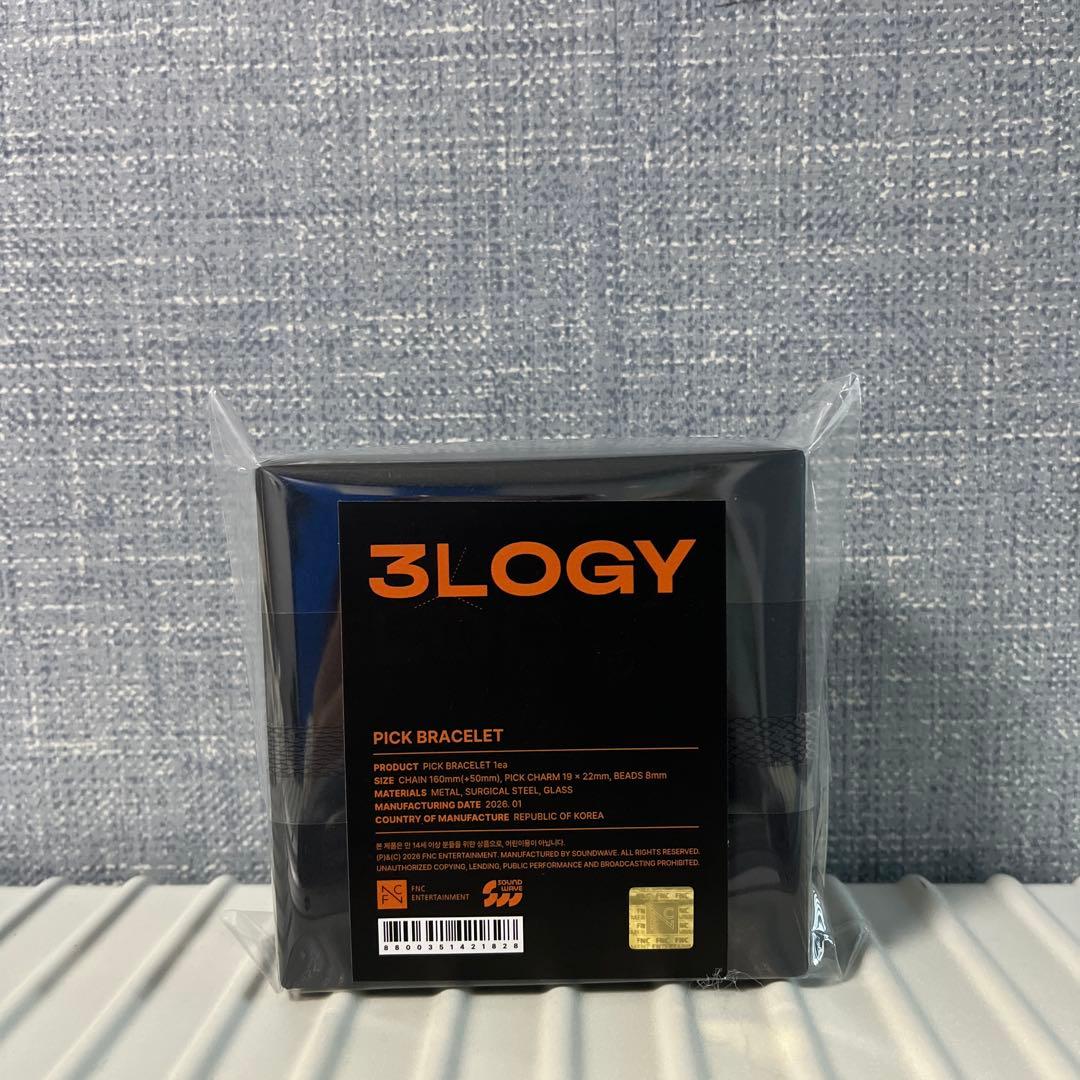 3LOGY
PICK BRACELET
PRODUCT PICK BRACELET 1ea
SIZE CHAIN 160mm(+50mm), PICK CHARM 19 × 22mm, BEADS 8mm
MATERIALS METAL, SURGICAL STEEL, GLASS
MANUFACTURING DATE 2026. 01
COUNTRY OF MANUFACTURE REPUBLIC OF KOREA
본 제품은 만 14세 이상 분들을 위한 상품으로, 어린이용이 아닙니다.
(P)&(C) 2026 FNC ENTERTAINMENT. MANUFACTURED BY SOUNDWAVE. ALL RIGHTS RESERVED.
UNAUTHORIZED COPYING, LENDING, PUBLIC PERFORMANCE AND BROADCASTING PROHIBITED.
FNC
ENTERTAINMENT
SOUND
WAVE
8800351421828
FNC FNC